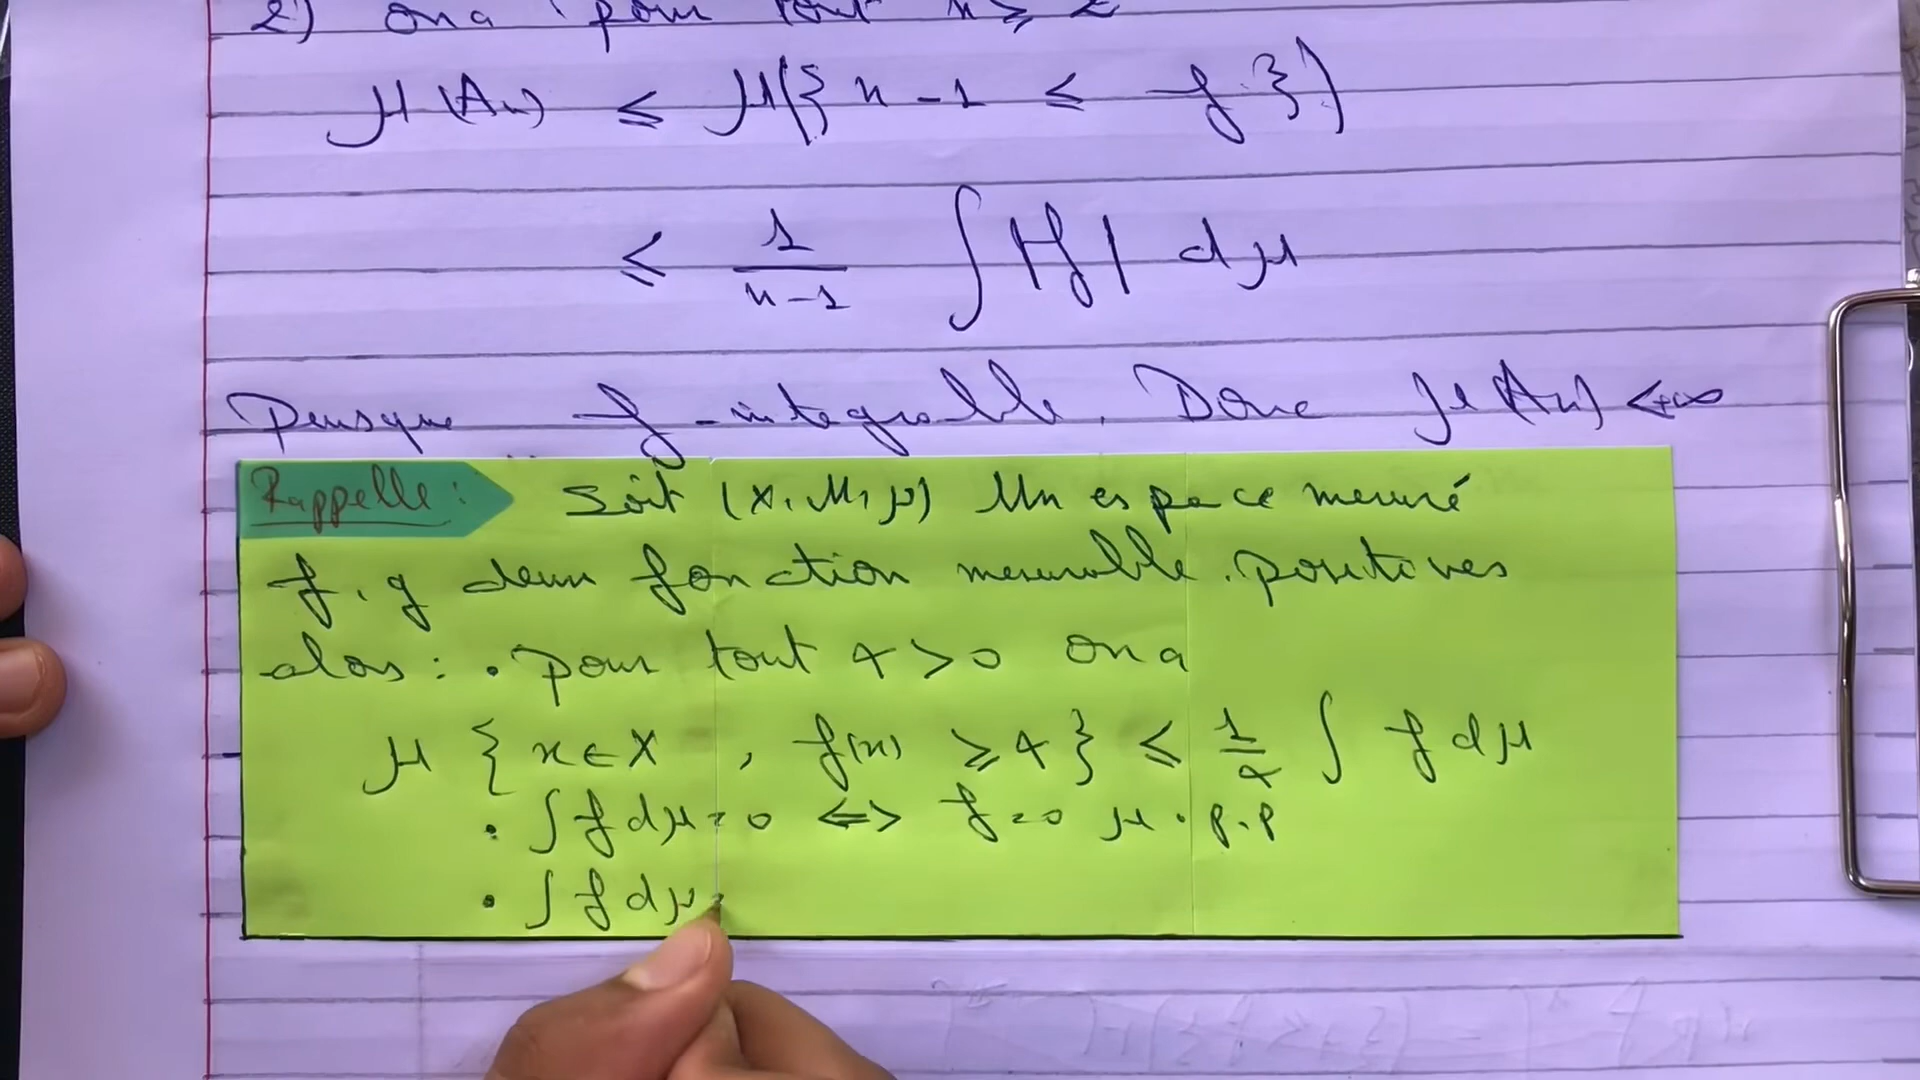 2) on a pour tout n ≥ 2
μ(An) ≤ μ({ n - 1 ≤ f })
≤ 1/(n-1) ∫ |f| dμ
Puisque f-integrable. Donc μ(An) < +∞
Rappelle : Soit (X, M, μ) Un espace mesuré
f, g deux fonction mesurable. positives
alors : • pour tout α > 0 on a
μ { x ∈ X , f(x) ≥ α } ≤ 1/α ∫ f dμ
• ∫ f dμ = 0 <=> f = 0 μ. p.p
• ∫ f dμ